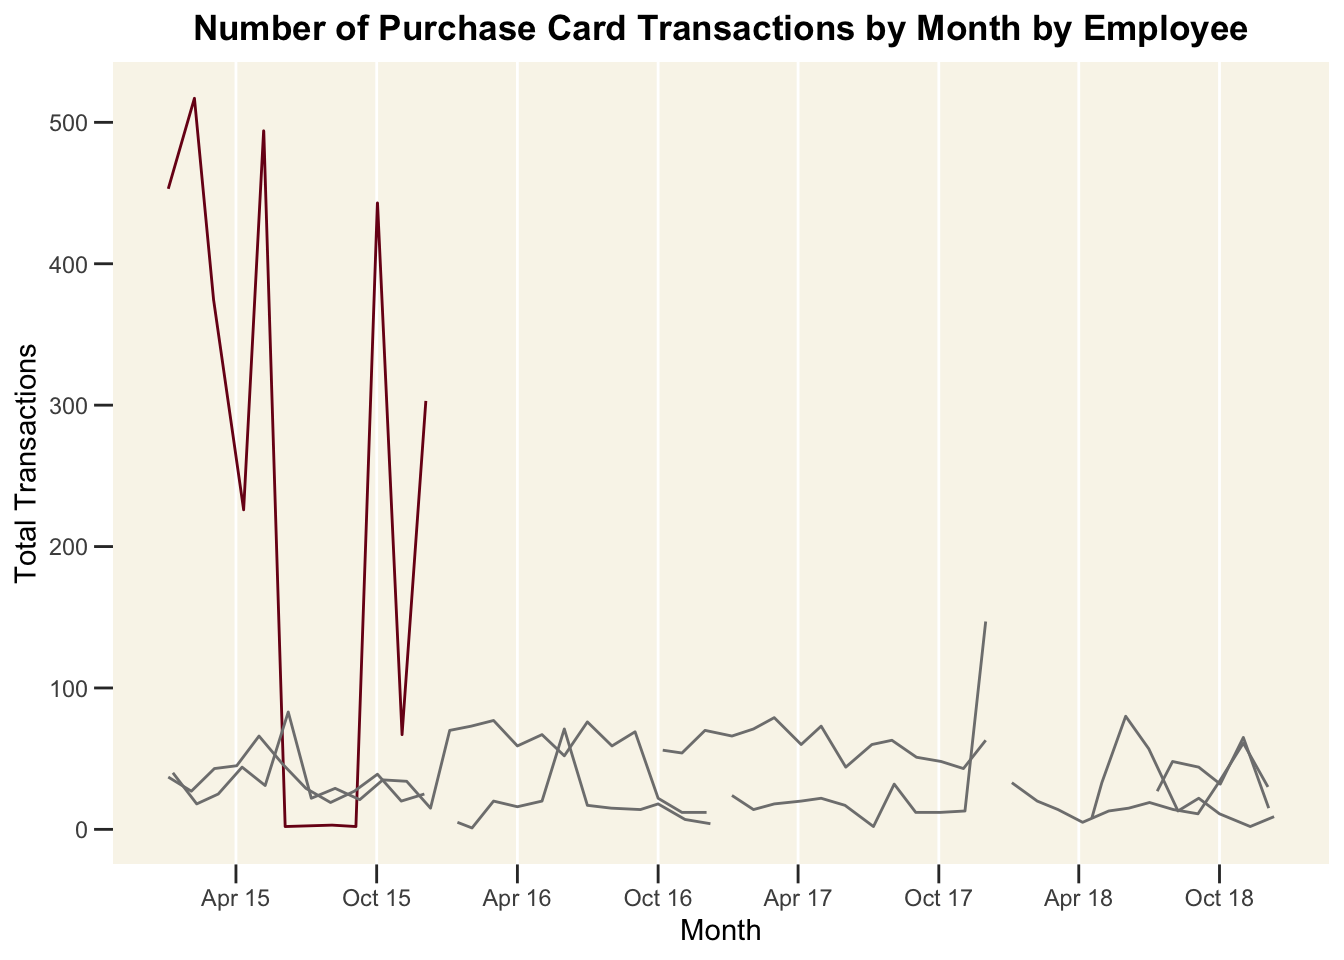 Number of Purchase Card Transactions by Month by Employee
Total Transactions
500
400
300
200
100
0
Apr 15 Oct 15 Apr 16 Oct 16 Apr 17 Oct 17 Apr 18 Oct 18
Month